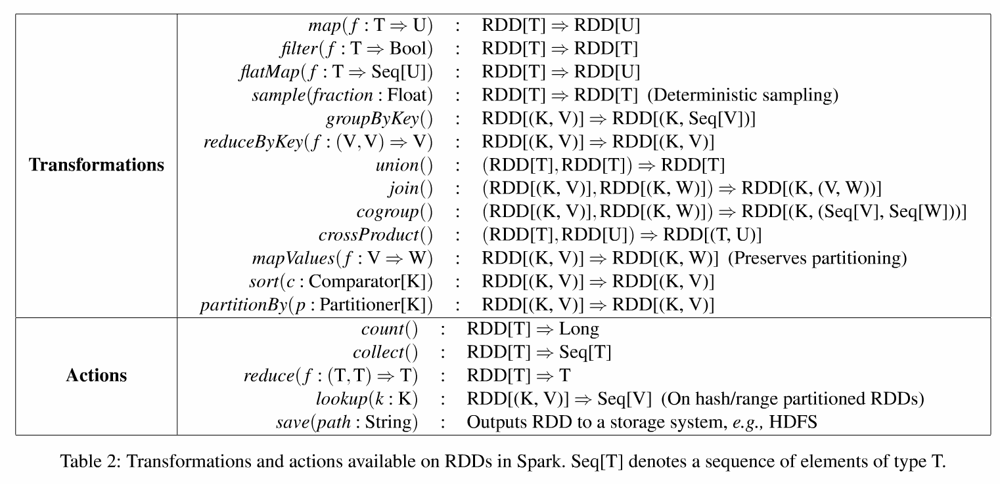 map(f : T ⇒ U) : RDD[T] ⇒ RDD[U]
filter(f : T ⇒ Bool) : RDD[T] ⇒ RDD[T]
flatMap(f : T ⇒ Seq[U]) : RDD[T] ⇒ RDD[U]
sample(fraction : Float) : RDD[T] ⇒ RDD[T] (Deterministic sampling)
groupByKey() : RDD[(K, V)] ⇒ RDD[(K, Seq[V])]
reduceByKey(f : (V,V) ⇒ V) : RDD[(K, V)] ⇒ RDD[(K, V)]
Transformations union() : (RDD[T],RDD[T]) ⇒ RDD[T]
join() : (RDD[(K, V)],RDD[(K, W)]) ⇒ RDD[(K, (V, W))]
cogroup() : (RDD[(K, V)],RDD[(K, W)]) ⇒ RDD[(K, (Seq[V], Seq[W]))]
crossProduct() : (RDD[T],RDD[U]) ⇒ RDD[(T, U)]
mapValues(f : V ⇒ W) : RDD[(K, V)] ⇒ RDD[(K, W)] (Preserves partitioning)
sort(c : Comparator[K]) : RDD[(K, V)] ⇒ RDD[(K, V)]
partitionBy(p : Partitioner[K]) : RDD[(K, V)] ⇒ RDD[(K, V)]
count() : RDD[T] ⇒ Long
collect() : RDD[T] ⇒ Seq[T]
Actions reduce(f : (T,T) ⇒ T) : RDD[T] ⇒ T
lookup(k : K) : RDD[(K, V)] ⇒ Seq[V] (On hash/range partitioned RDDs)
save(path : String) : Outputs RDD to a storage system, e.g., HDFS
Table 2: Transformations and actions available on RDDs in Spark. Seq[T] denotes a sequence of elements of type T.